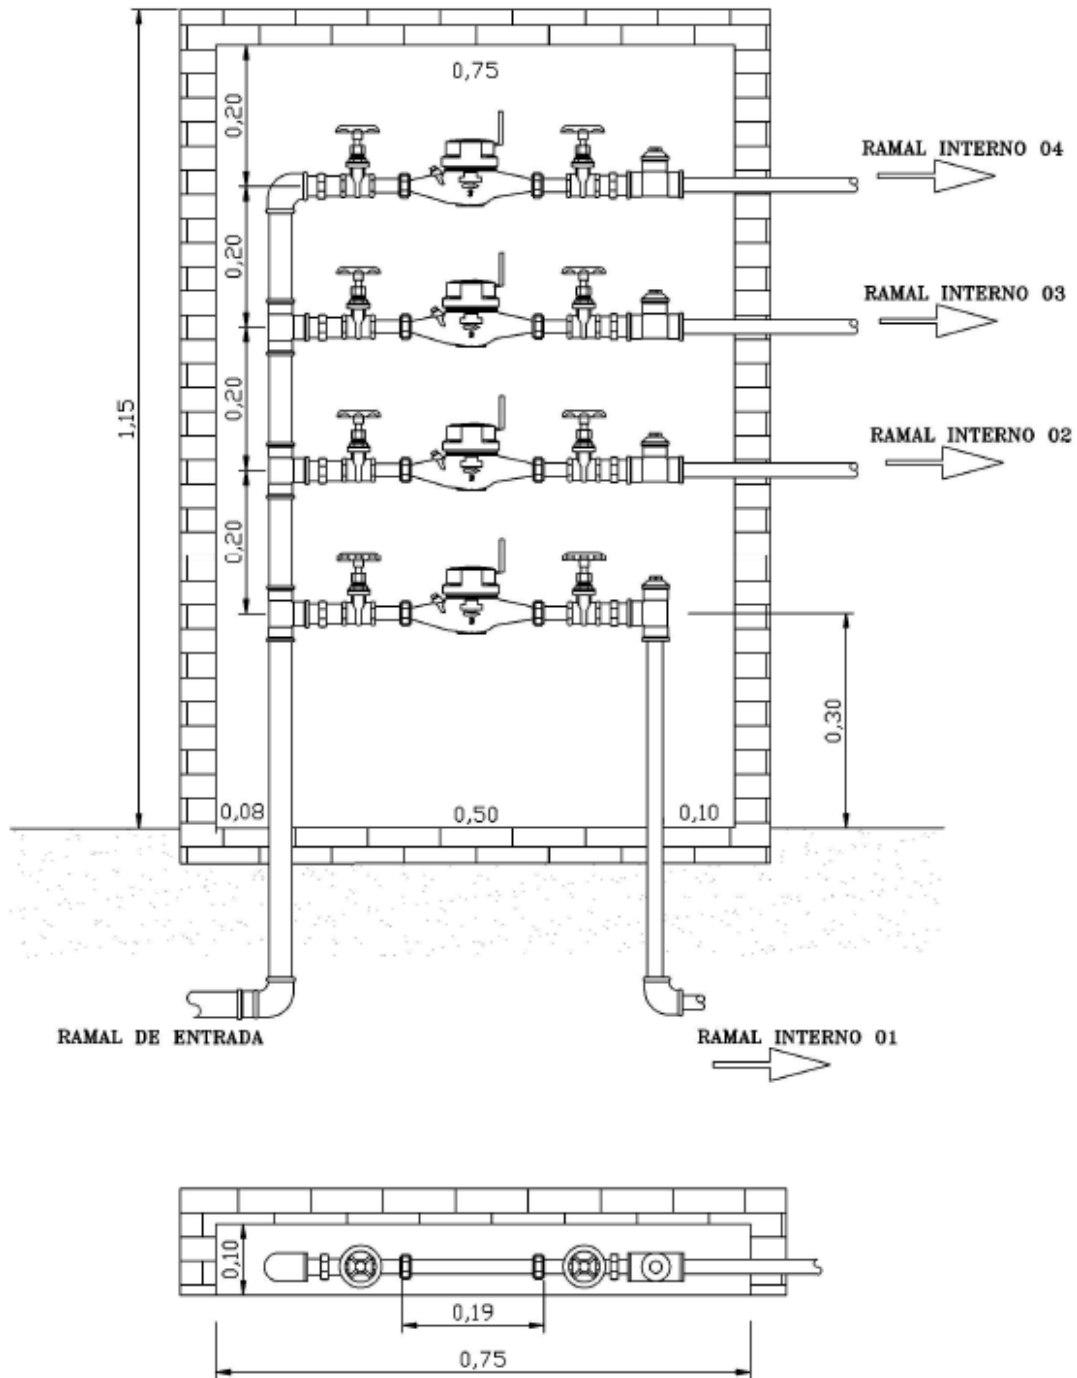 0,75
0,20
RAMAL INTERNO 04
0,20
RAMAL INTERNO 03
1,15
0,20
RAMAL INTERNO 02
0,20
0,30
0,08
0,50
0,10
RAMAL DE ENTRADA
RAMAL INTERNO 01
0,10
0,19
0,75